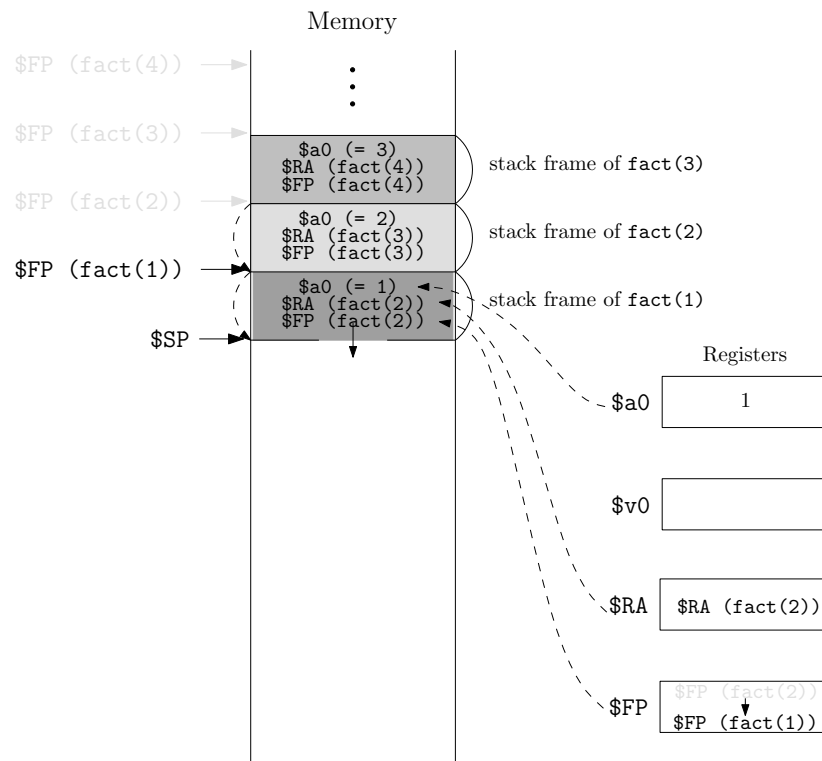 Memory
$FP (fact(4))
$FP (fact(3))
$a0 (= 3)
$RA (fact(4))
$FP (fact(4))
stack frame of fact(3)
$FP (fact(2))
$a0 (= 2)
$RA (fact(3))
$FP (fact(3))
stack frame of fact(2)
$FP (fact(1))
$a0 (= 1)
$RA (fact(2))
$FP (fact(2))
stack frame of fact(1)
$SP
Registers
$a0
1
$v0
$RA
$RA (fact(2))
$FP
$FP (fact(2))
$FP (fact(1))